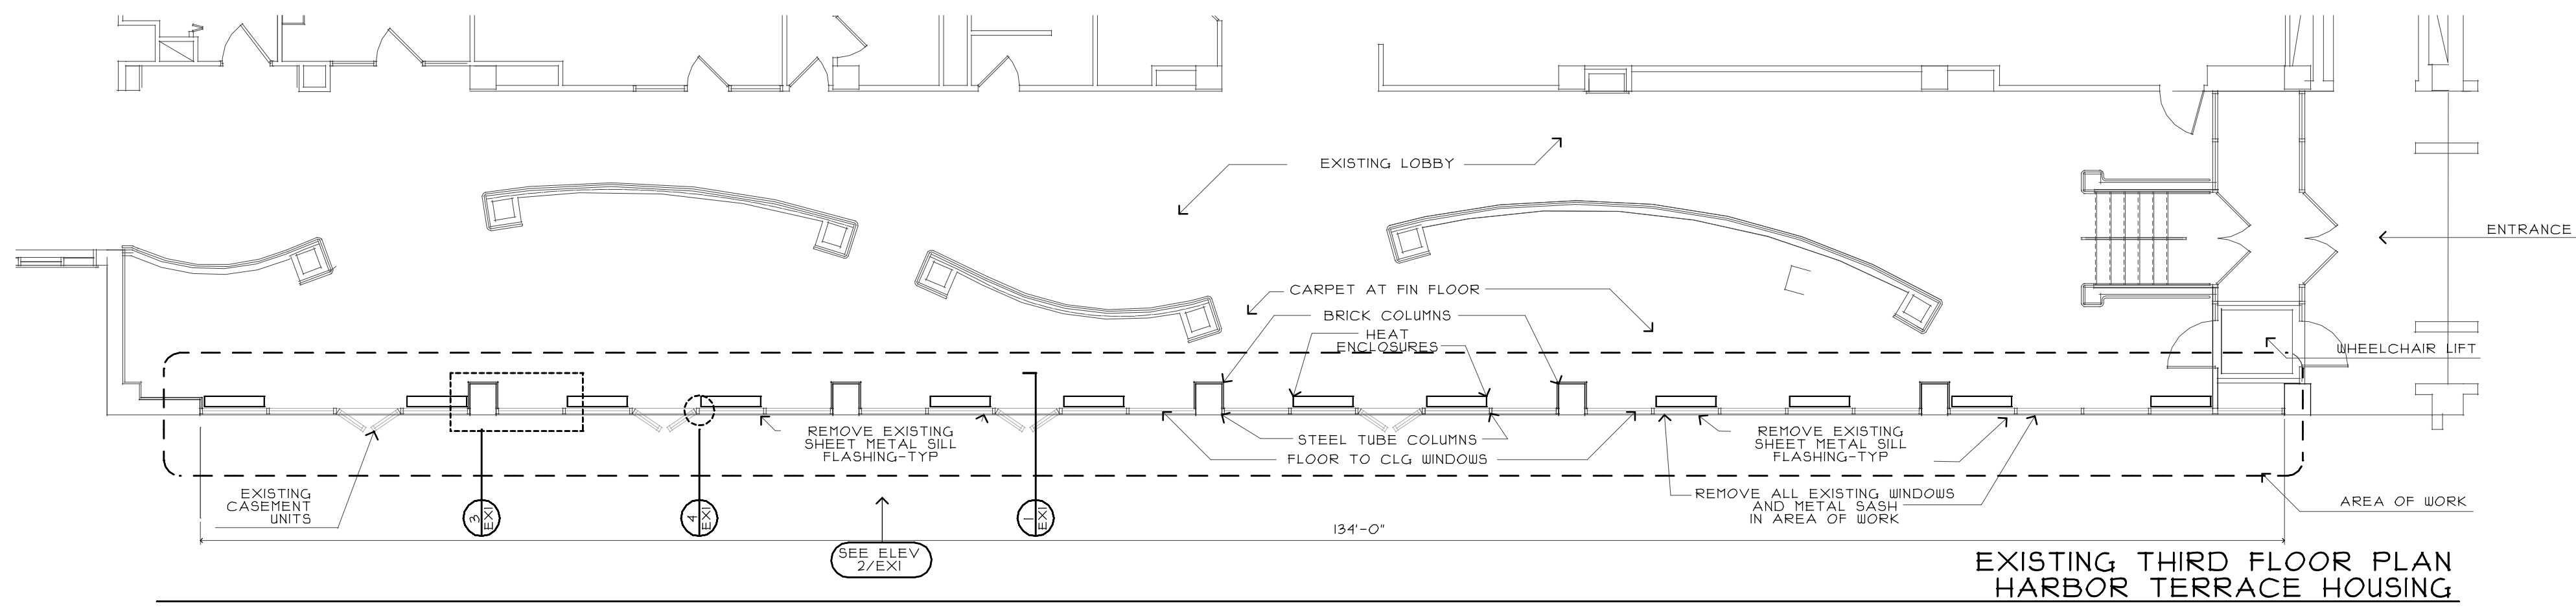 EXISTING LOBBY
ENTRANCE
CARPET AT FIN FLOOR
BRICK COLUMNS
HEAT
ENCLOSURES
WHEELCHAIR LIFT
REMOVE EXISTING
SHEET METAL SILL
FLASHING-TYP
STEEL TUBE COLUMNS
FLOOR TO CLG WINDOWS
REMOVE EXISTING
SHEET METAL SILL
FLASHING-TYP
EXISTING
CASEMENT
UNITS
REMOVE ALL EXISTING WINDOWS
AND METAL SASH
IN AREA OF WORK
AREA OF WORK
3
EX1
4
EX1
1
EX1
134'-0"
SEE ELEV
2/EX1
EXISTING THIRD FLOOR PLAN
HARBOR TERRACE HOUSING